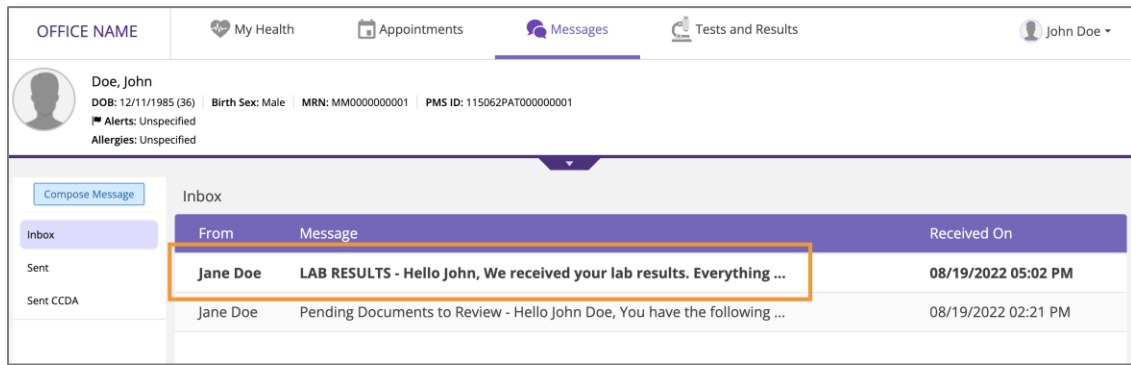 OFFICE NAME My Health Appointments Messages Tests and Results John Doe
Doe, John
DOB: 12/11/1985 (36) Birth Sex: Male MRN: MM0000000001 PMS ID: 115062PAT000000001
Alerts: Unspecified
Allergies: Unspecified
Compose Message
Inbox
Sent
Sent CCDA
Inbox
From Message Received On
Jane Doe LAB RESULTS - Hello John, We received your lab results. Everything ... 08/19/2022 05:02 PM
Jane Doe Pending Documents to Review - Hello John Doe, You have the following ... 08/19/2022 02:21 PM